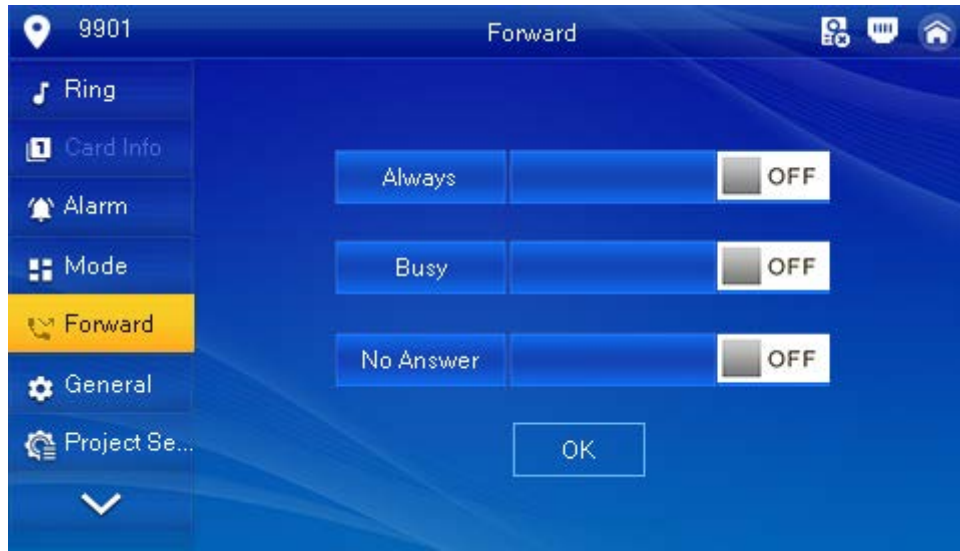 9901
Forward
Ring
Card Info
Alarm
Mode
Forward
General
Project Se...
Always
OFF
Busy
OFF
No Answer
OFF
OK